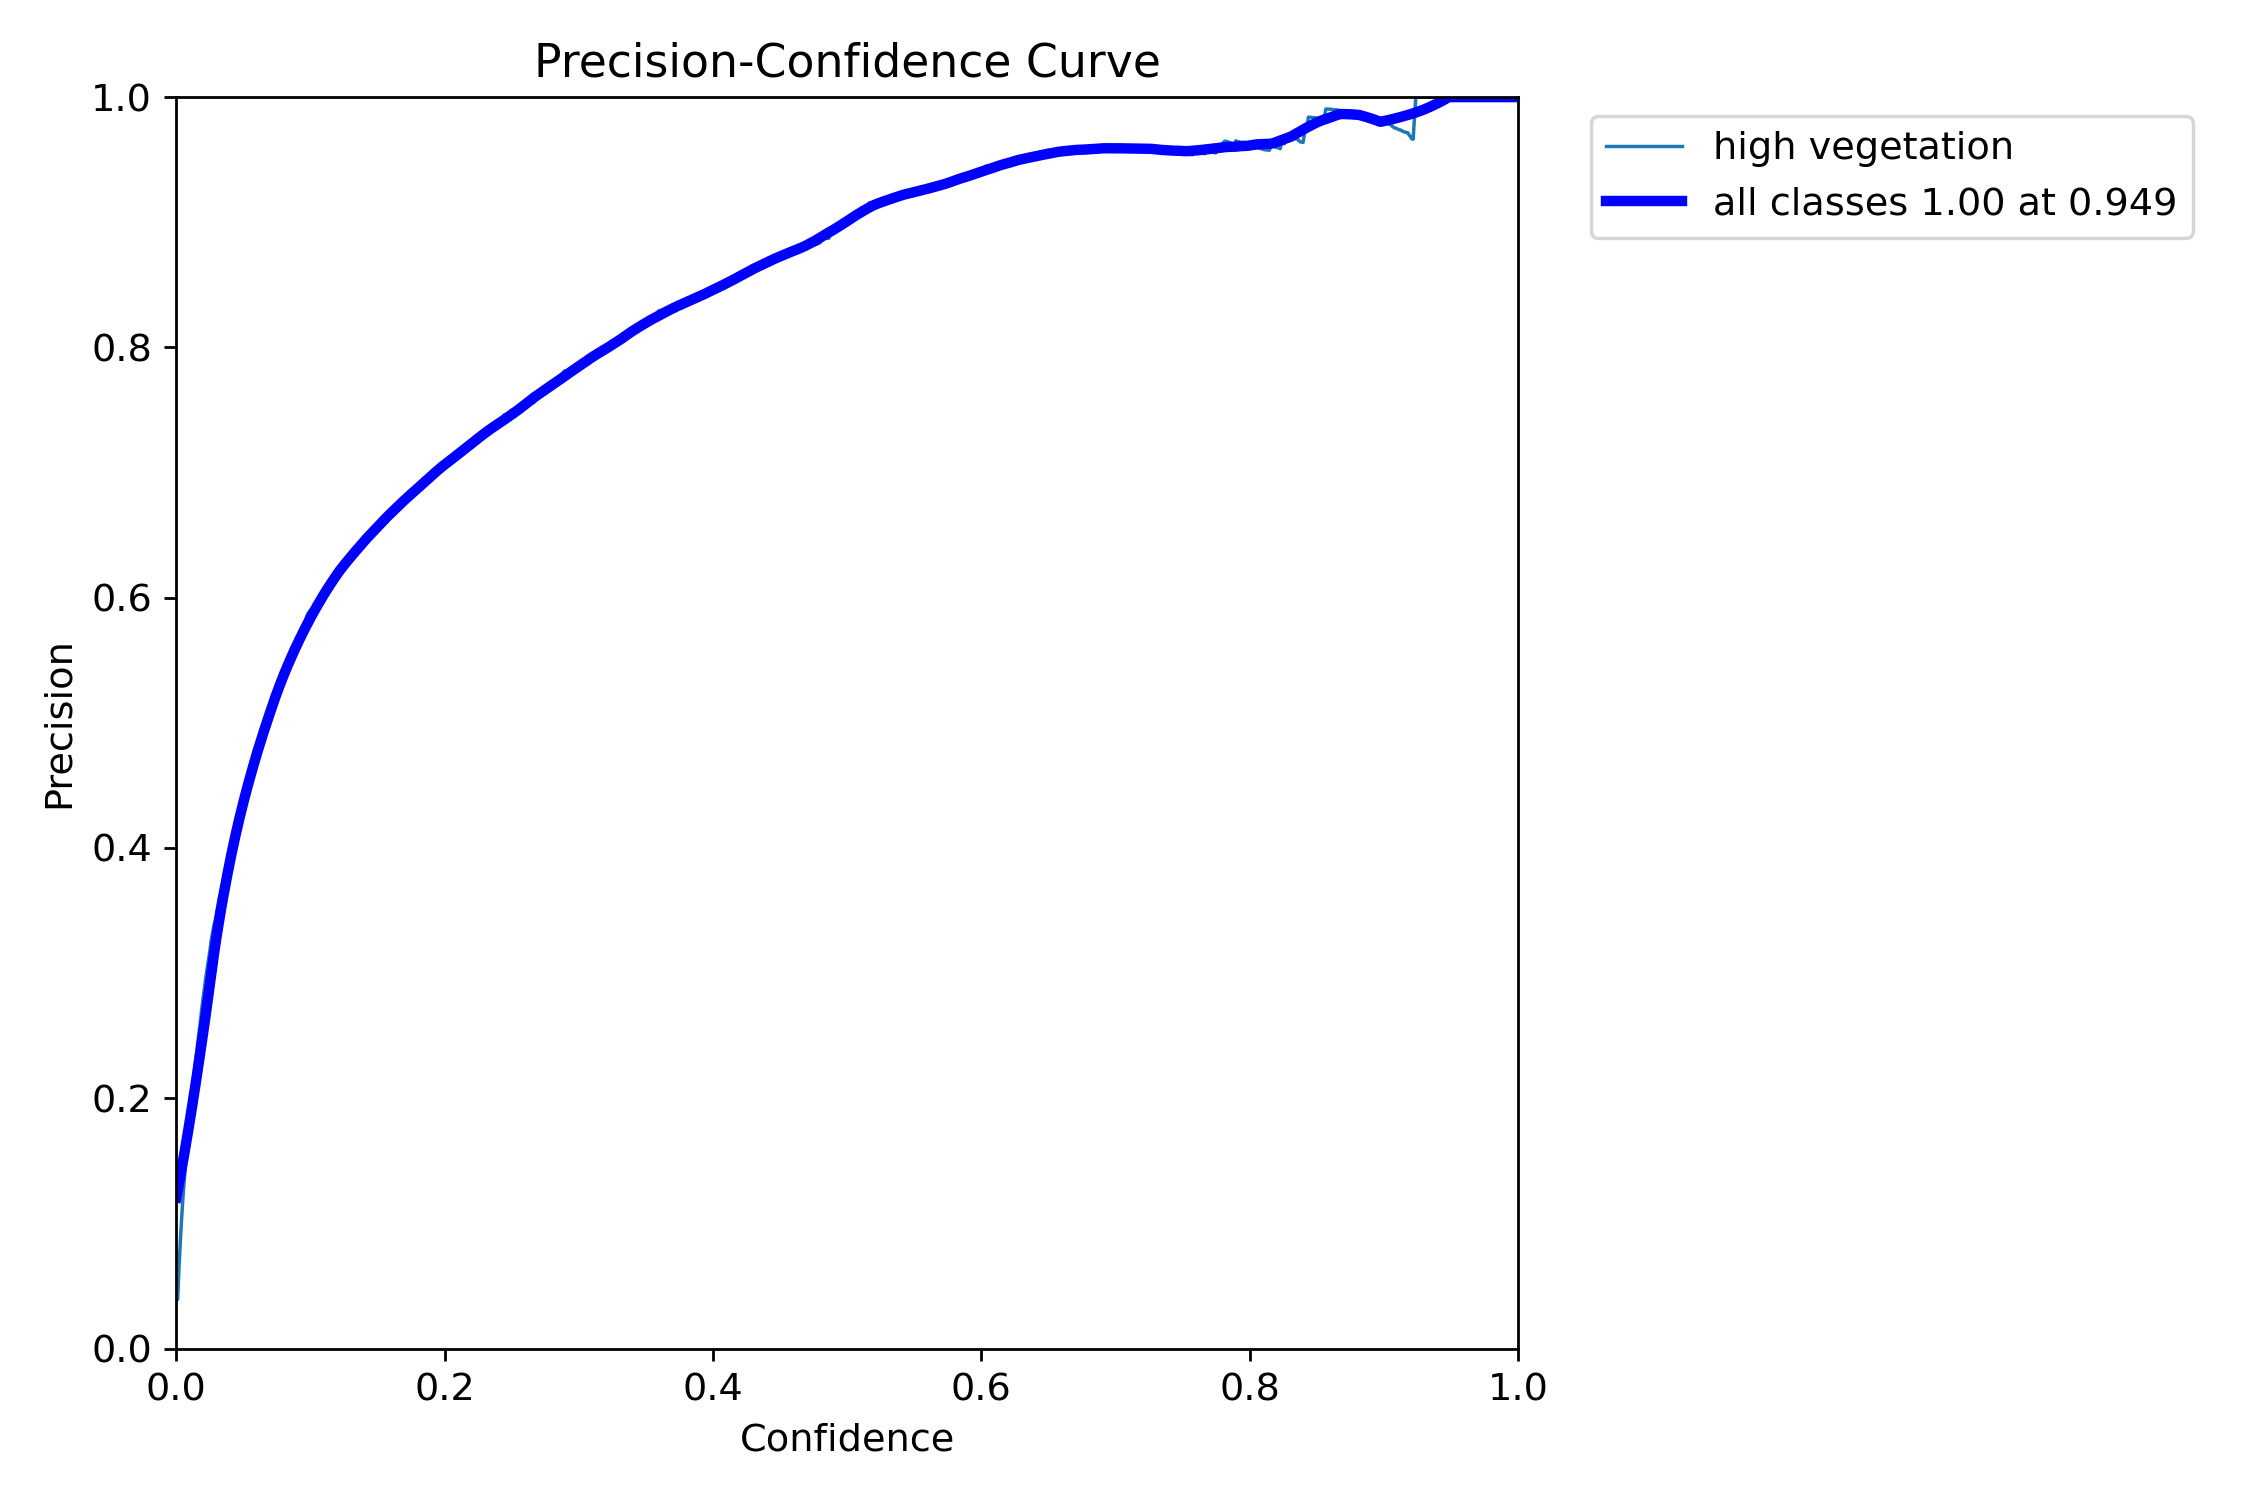 Precision-Confidence Curve
1.0
0.8
0.6
0.4
0.2
0.0
Precision
0.0 0.2 0.4 0.6 0.8 1.0
Confidence
high vegetation
all classes 1.00 at 0.949